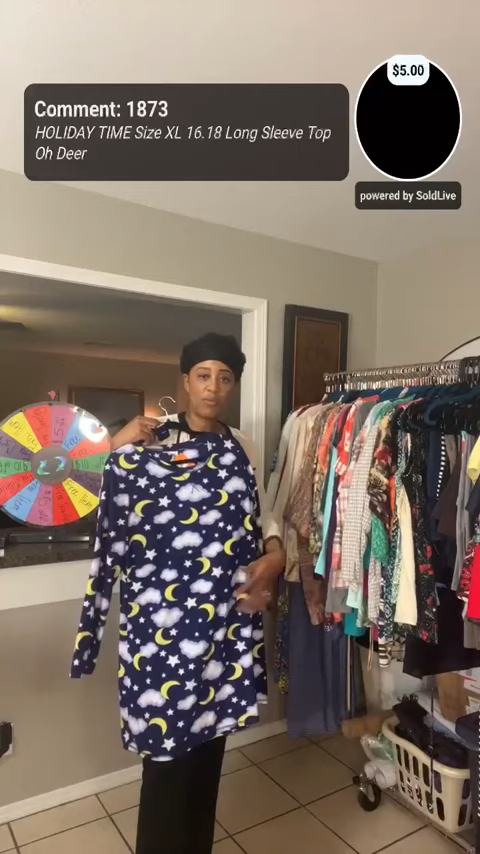 $5.00
Comment: 1873
HOLIDAY TIME Size XL 16.18 Long Sleeve Top
Oh Deer
powered by SoldLive